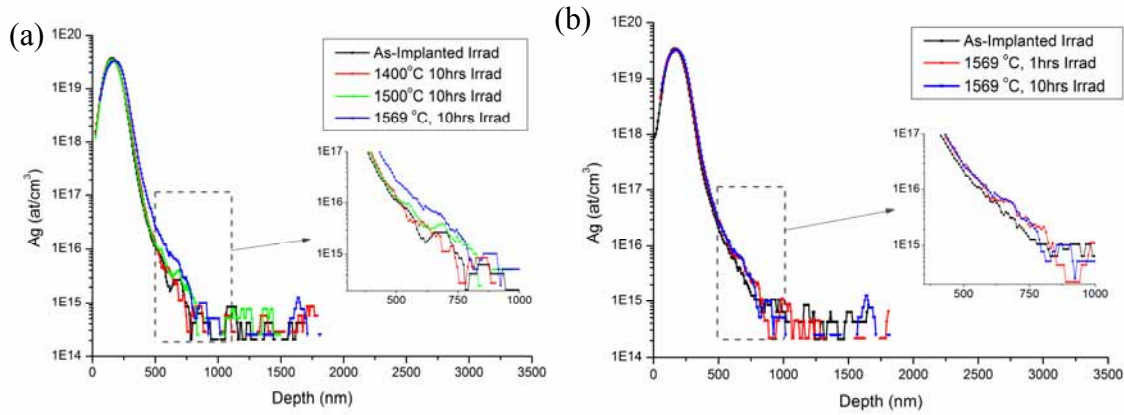 (a)
1E20
1E19
1E18
1E17
1E16
1E15
1E14
Ag (at/cm³)
0 500 1000 1500 2000 2500 3000 3500
Depth (nm)
As-Implanted Irrad
1400°C 10hrs Irrad
1500°C 10hrs Irrad
1569 °C, 10hrs Irrad
1E17
1E16
1E15
500 750 1000
(b)
1E20
1E19
1E18
1E17
1E16
1E15
1E14
Ag (at/cm³)
0 500 1000 1500 2000 2500 3000 3500
Depth (nm)
As-Implanted Irrad
1569 °C, 1hrs Irrad
1569 °C, 10hrs Irrad
1E17
1E16
1E15
500 750 1000